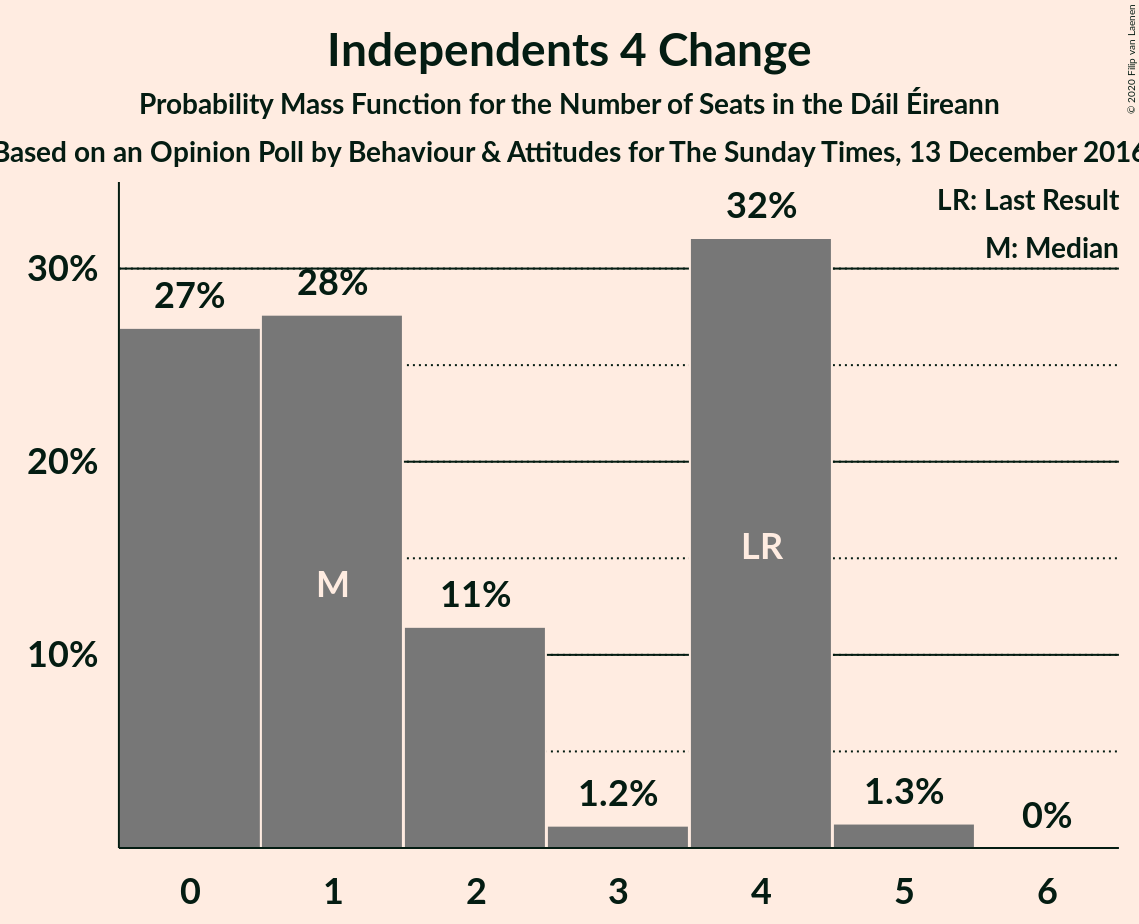 Independents 4 Change
Probability Mass Function for the Number of Seats in the Dáil Éireann
Based on an Opinion Poll by Behaviour & Attitudes for The Sunday Times, 13 December 2016
© 2020 Filip van Laenen
LR: Last Result
M: Median
30%
20%
10%
27%
28%
11%
1.2%
32%
1.3%
0%
M
LR
0 1 2 3 4 5 6